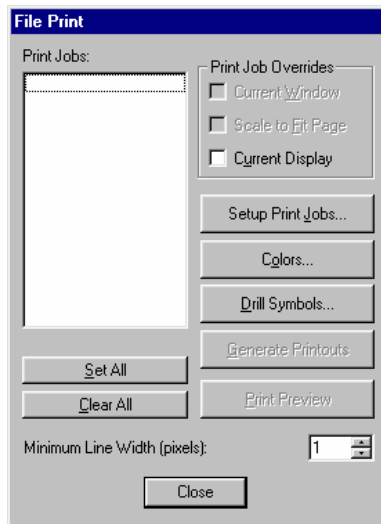 File Print
Print Jobs:
Print Job Overrides
Current Window
Scale to Fit Page
Current Display
Setup Print Jobs...
Colors...
Drill Symbols...
Generate Printouts
Set All
Clear All
Print Preview
Minimum Line Width (pixels):
1
Close